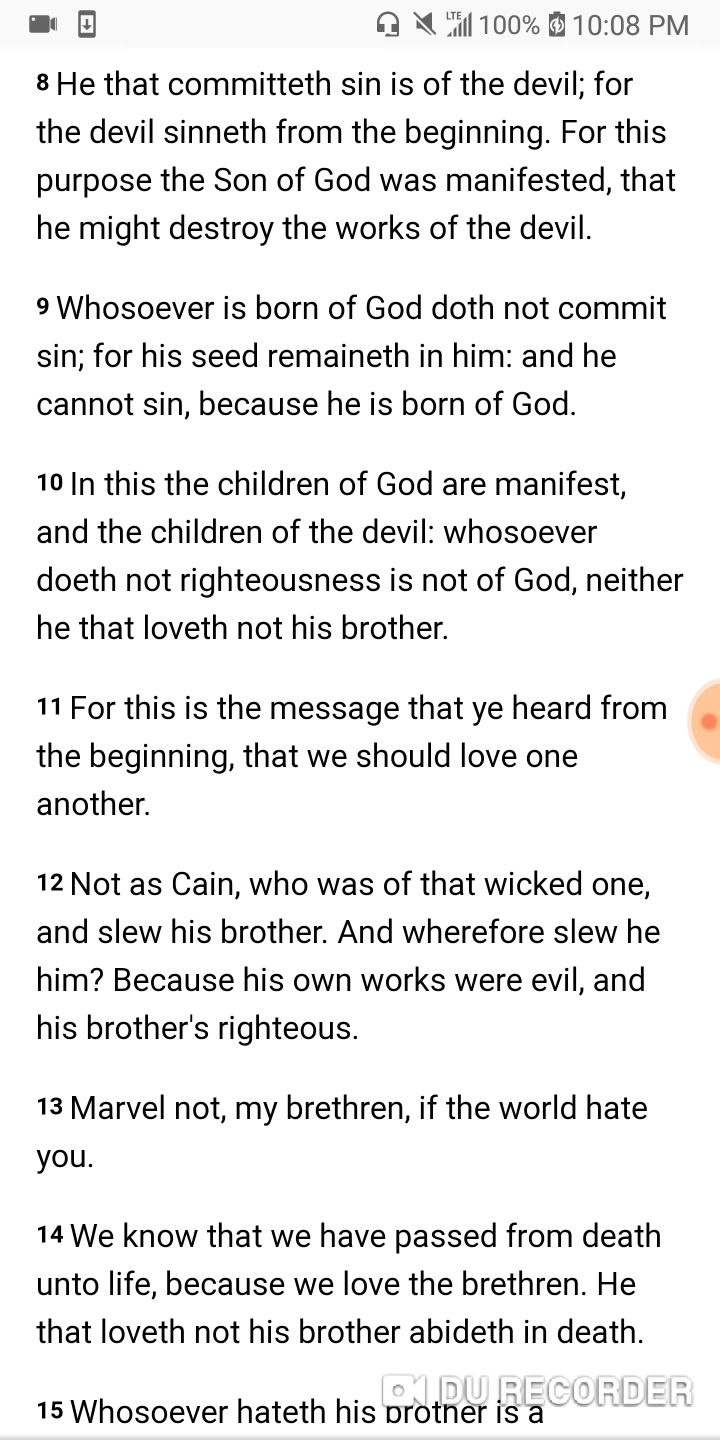 LTE 100% 10:08 PM
8 He that committeth sin is of the devil; for
the devil sinneth from the beginning. For this
purpose the Son of God was manifested, that
he might destroy the works of the devil.
9 Whosoever is born of God doth not commit
sin; for his seed remaineth in him: and he
cannot sin, because he is born of God.
10 In this the children of God are manifest,
and the children of the devil: whosoever
doeth not righteousness is not of God, neither
he that loveth not his brother.
11 For this is the message that ye heard from
the beginning, that we should love one
another.
12 Not as Cain, who was of that wicked one,
and slew his brother. And wherefore slew he
him? Because his own works were evil, and
his brother's righteous.
13 Marvel not, my brethren, if the world hate
you.
14 We know that we have passed from death
unto life, because we love the brethren. He
that loveth not his brother abideth in death.
DU RECORDER
15 Whosoever hateth his brother is a